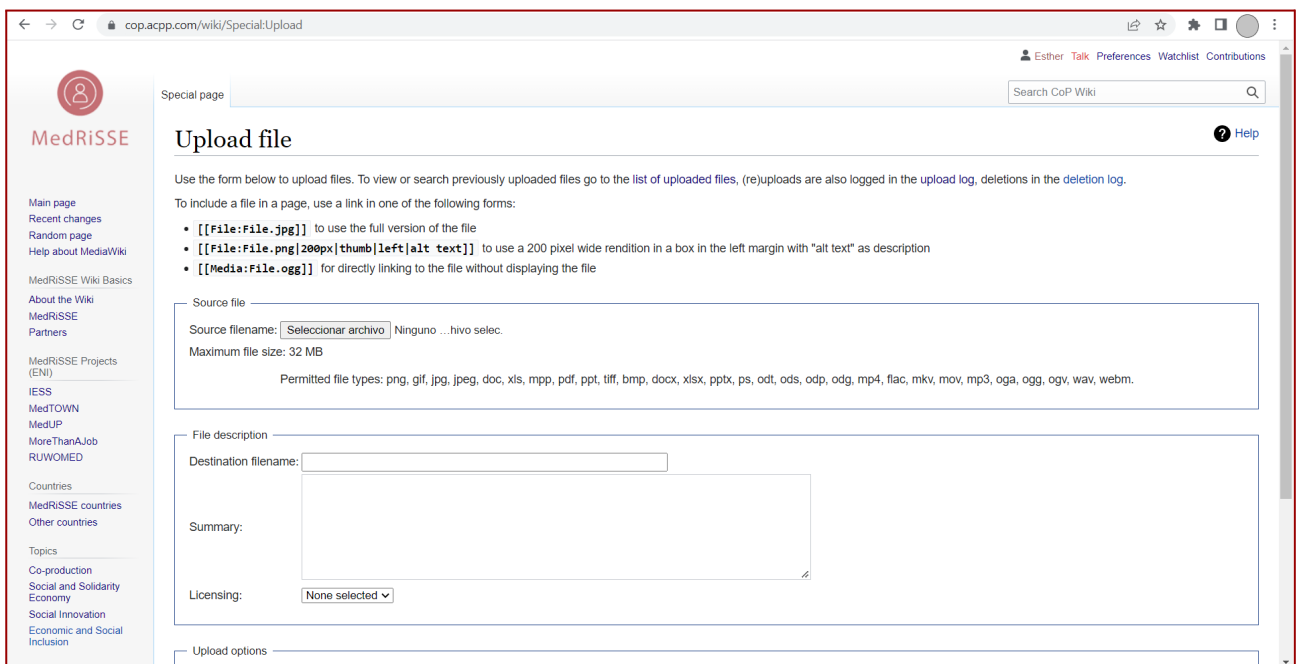 cop.acpp.com/wiki/Special:Upload
Esther Talk Preferences Watchlist Contributions
Special page
Search CoP Wiki
MedRiSSE
Upload file
Help
Use the form below to upload files. To view or search previously uploaded files go to the list of uploaded files, (re)uploads are also logged in the upload log, deletions in the deletion log.
To include a file in a page, use a link in one of the following forms:
[[File:File.jpg]] to use the full version of the file
[[File:File.png|200px|thumb|left|alt text]] to use a 200 pixel wide rendition in a box in the left margin with "alt text" as description
[[Media:File.ogg]] for directly linking to the file without displaying the file
Source file
Source filename: Seleccionar archivo Ninguno …hivo selec.
Maximum file size: 32 MB
Permitted file types: png, gif, jpg, jpeg, doc, xls, mpp, pdf, ppt, tiff, bmp, docx, xlsx, pptx, ps, odt, ods, odp, odg, mp4, flac, mkv, mov, mp3, oga, ogg, ogv, wav, webm.
File description
Destination filename:
Summary:
Licensing: None selected
Upload options
Main page
Recent changes
Random page
Help about MediaWiki
MedRiSSE Wiki Basics
About the Wiki
MedRiSSE
Partners
MedRiSSE Projects
(ENI)
IESS
MedTOWN
MedUP
MoreThanAJob
RUWOMED
Countries
MedRiSSE countries
Other countries
Topics
Co-production
Social and Solidarity
Economy
Social Innovation
Economic and Social
Inclusion